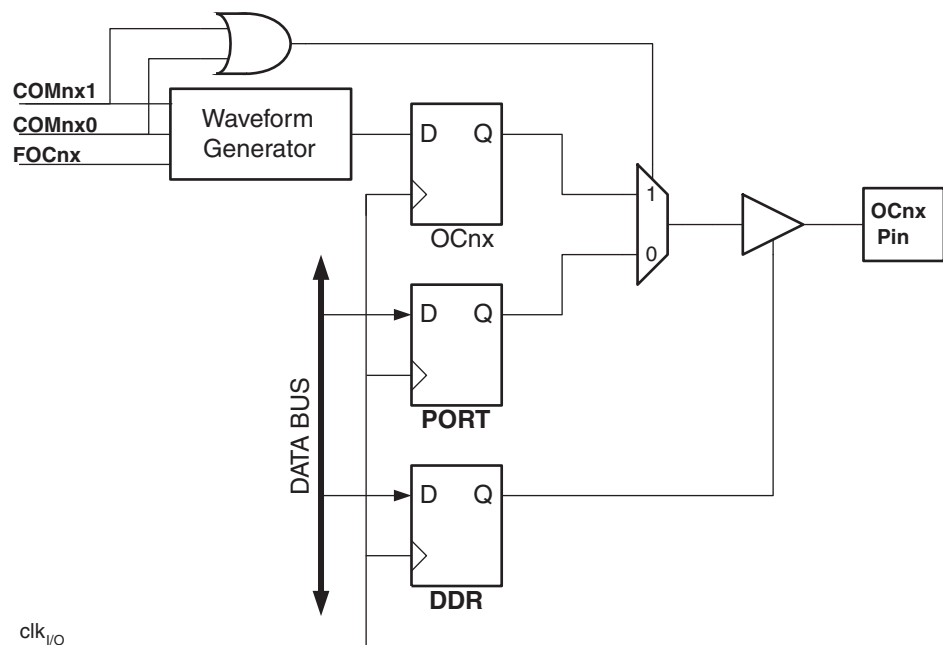 COMnx1
COMnx0
FOCnx
Waveform
Generator
D Q
OCnx
1
0
OCnx
Pin
D Q
PORT
DATA BUS
D Q
DDR
clkI/O